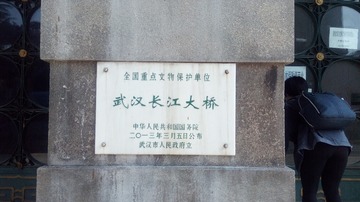 全国重点文物保护单位
武汉长江大桥
中华人民共和国国务院
二〇一三年三月五日公布
武汉市人民政府立